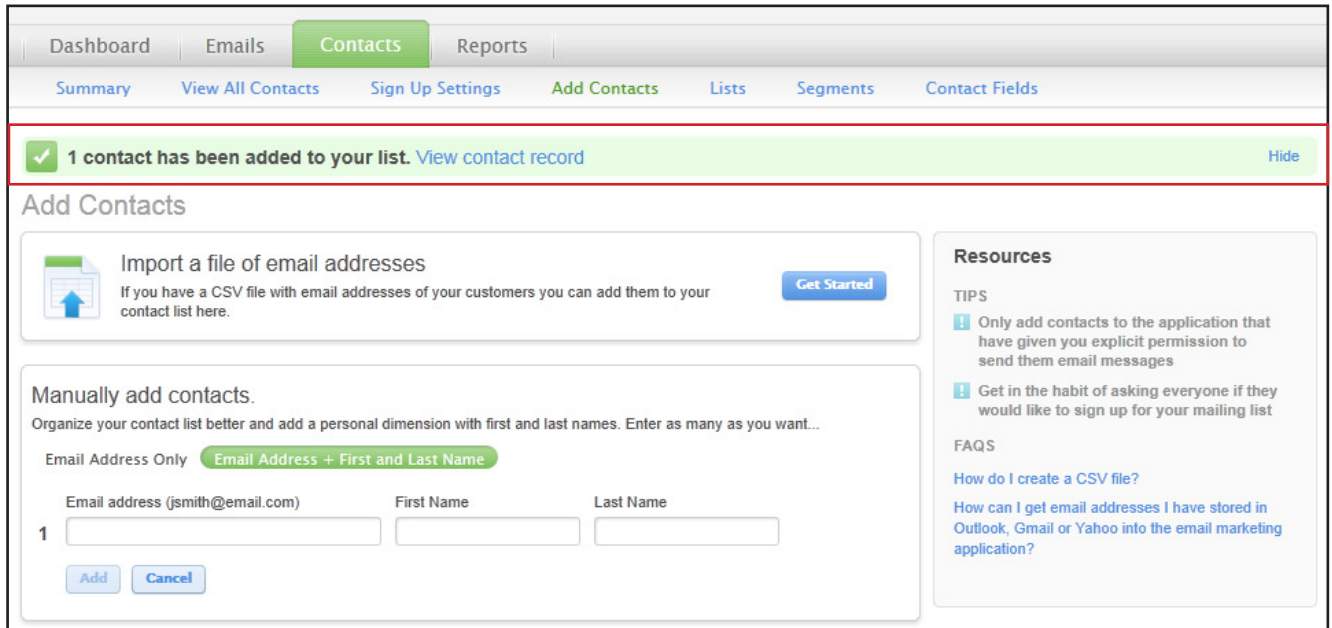 Dashboard Emails Contacts Reports
Summary View All Contacts Sign Up Settings Add Contacts Lists Segments Contact Fields
1 contact has been added to your list. View contact record Hide
Add Contacts
Import a file of email addresses
If you have a CSV file with email addresses of your customers you can add them to your
contact list here.
Get Started
Manually add contacts.
Organize your contact list better and add a personal dimension with first and last names. Enter as many as you want...
Email Address Only Email Address + First and Last Name
Email address (jsmith@email.com) First Name Last Name
1
Add Cancel
Resources
TIPS
! Only add contacts to the application that
have given you explicit permission to
send them email messages
! Get in the habit of asking everyone if they
would like to sign up for your mailing list
FAQS
How do I create a CSV file?
How can I get email addresses I have stored in
Outlook, Gmail or Yahoo into the email marketing
application?